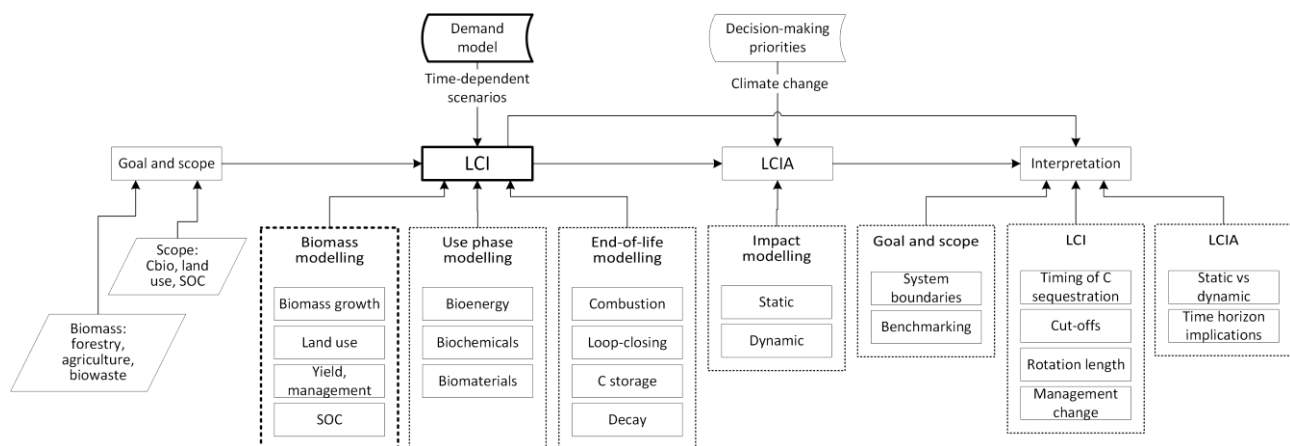 Demand
model
Decision-making
priorities
Time-dependent
scenarios
Climate change
Goal and scope
LCI
LCIA
Interpretation
Scope:
Cbio, land
use, SOC
Biomass:
forestry,
agriculture,
biowaste
Biomass
modelling
Biomass growth
Land use
Yield,
management
SOC
Use phase
modelling
Bioenergy
Biochemicals
Biomaterials
End-of-life
modelling
Combustion
Loop-closing
C storage
Decay
Impact
modelling
Static
Dynamic
Goal and scope
System
boundaries
Benchmarking
LCI
Timing of C
sequestration
Cut-offs
Rotation length
Management
change
LCIA
Static vs
dynamic
Time horizon
implications